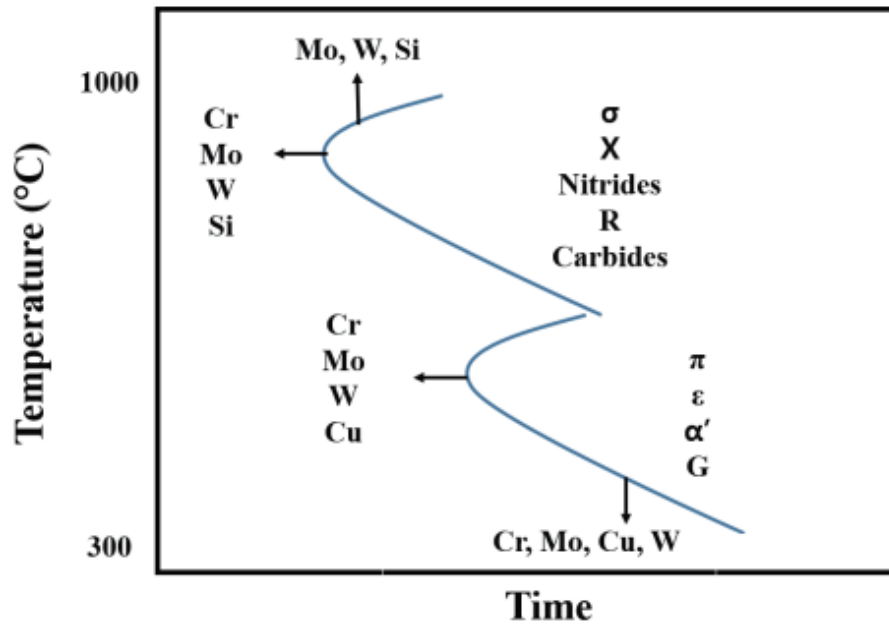 Mo, W, Si
1000
Cr
Mo
W
Si
σ
X
Nitrides
R
Carbides
Temperature (°C)
Cr
Mo
W
Cu
π
ε
α′
G
Cr, Mo, Cu, W
300
Time